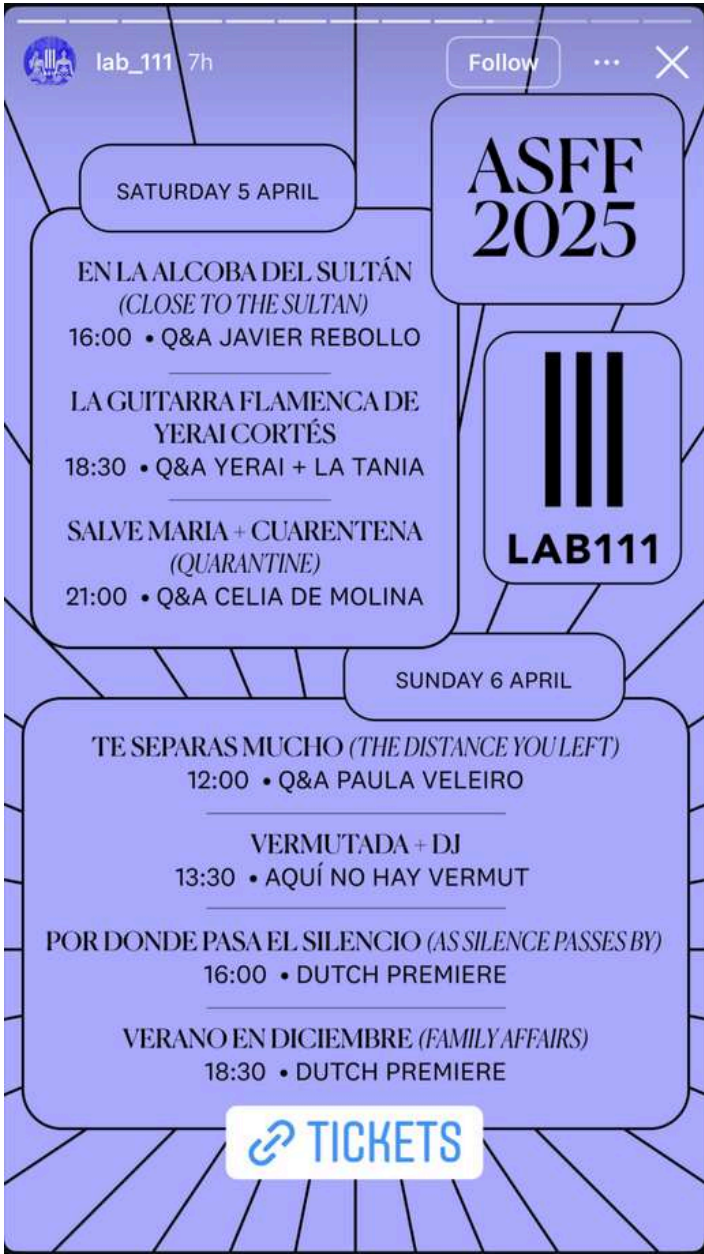 lab_111 7h
Follow
ASFF
2025
SATURDAY 5 APRIL
EN LA ALCOBA DEL SULTÁN
(CLOSE TO THE SULTAN)
16:00 • Q&A JAVIER REBOLLO
LA GUITARRA FLAMENCA DE
YERAI CORTÉS
18:30 • Q&A YERAI + LA TANIA
SALVE MARIA + CUARENTENA
(QUARANTINE)
21:00 • Q&A CELIA DE MOLINA
LAB111
SUNDAY 6 APRIL
TE SEPARAS MUCHO (THE DISTANCE YOU LEFT)
12:00 • Q&A PAULA VELEIRO
VERMUTADA + DJ
13:30 • AQUÍ NO HAY VERMUT
POR DONDE PASA EL SILENCIO (AS SILENCE PASSES BY)
16:00 • DUTCH PREMIERE
VERANO EN DICIEMBRE (FAMILY AFFAIRS)
18:30 • DUTCH PREMIERE
TICKETS